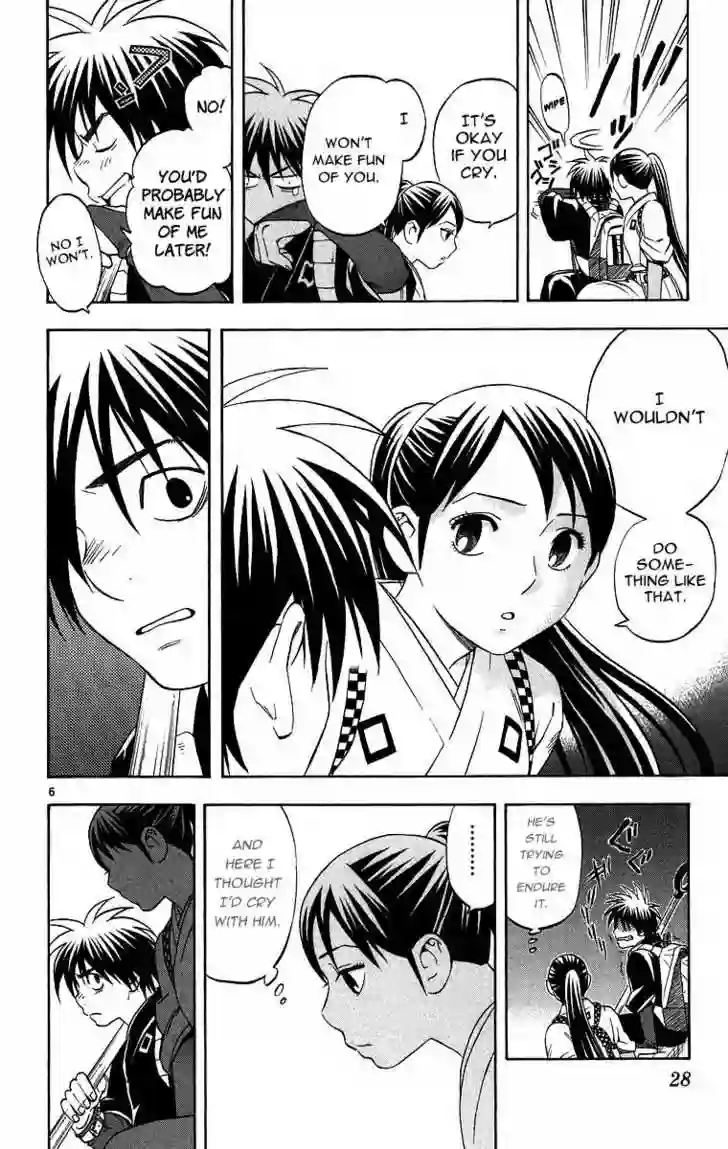 WIPE
IT'S
OKAY
IF YOU
CRY.
I
WON'T
MAKE FUN
OF YOU.
NO!
YOU'D
PROBABLY
MAKE FUN
OF ME
LATER!
NO I
WON'T.
I
WOULDN'T
DO
SOME-
THING LIKE
THAT.
6
HE'S
STILL
TRYING
TO
ENDURE
IT.
ぐぐ
.........
AND
HERE I
THOUGHT
I'D CRY
WITH HIM.
28